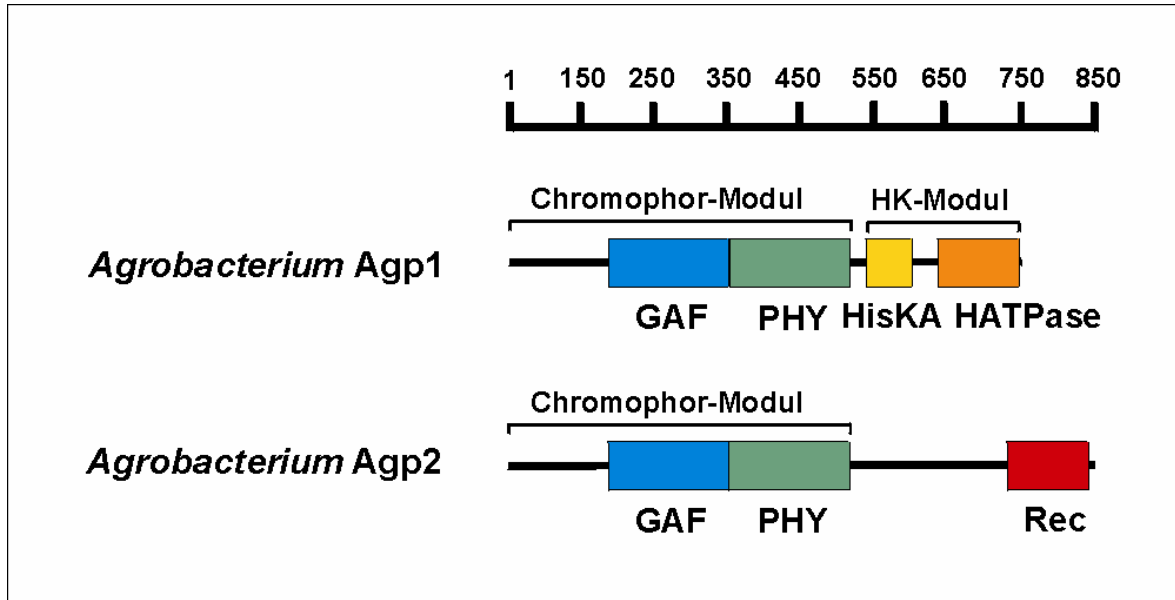 1 150 250 350 450 550 650 750 850
Chromophor-Modul HK-Modul
Agrobacterium Agp1
GAF PHY HisKA HATPase
Chromophor-Modul
Agrobacterium Agp2
GAF PHY Rec